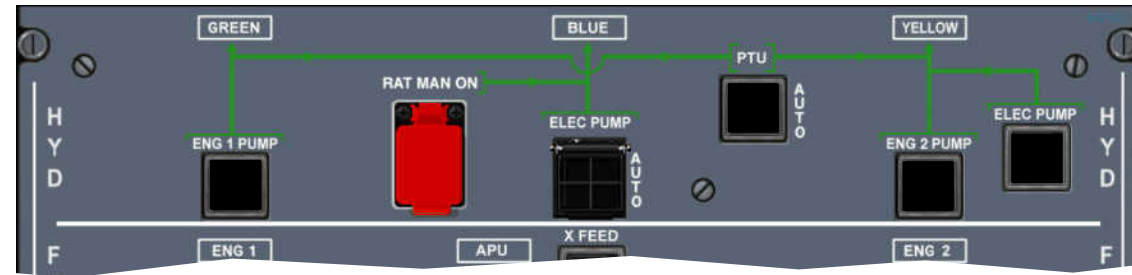 GREEN
BLUE
YELLOW
PTU
RAT MAN ON
AUTO
ELEC PUMP
ELEC PUMP
HYD
HYD
ENG 1 PUMP
ENG 2 PUMP
AUTO
X FEED
F
ENG 1
APU
ENG 2
F